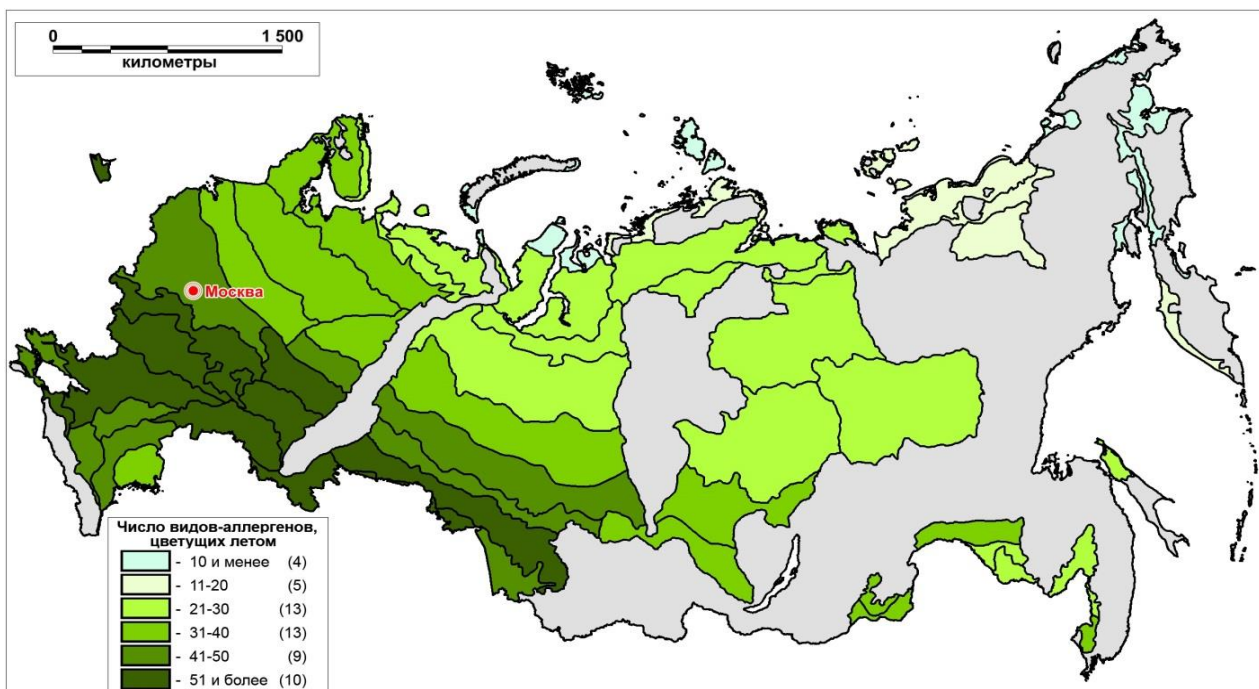 0 1 500
километры
Москва
Число видов-аллергенов,
цветущих летом
- 10 и менее (4)
- 11-20 (5)
- 21-30 (13)
- 31-40 (13)
- 41-50 (9)
- 51 и более (10)